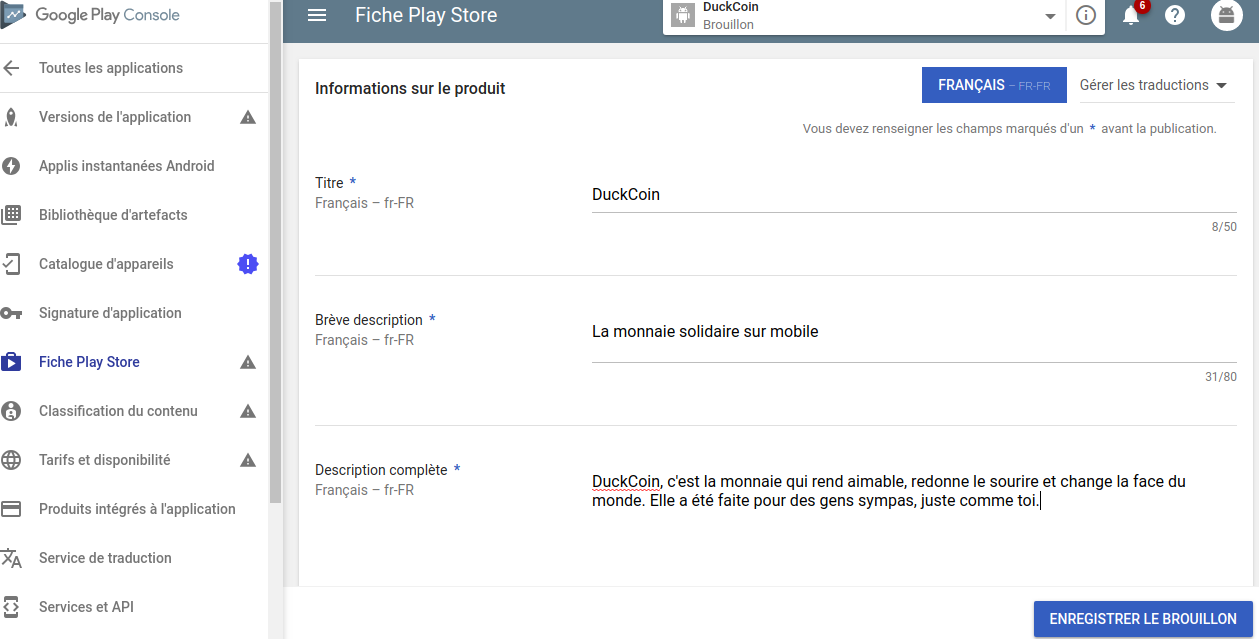 Google Play Console
Toutes les applications
Versions de l'application
Applis instantanées Android
Bibliothèque d'artefacts
Catalogue d'appareils
Signature d'application
Fiche Play Store
Classification du contenu
Tarifs et disponibilité
Produits intégrés à l'application
Service de traduction
Services et API
Fiche Play Store
DuckCoin
Brouillon
6
Informations sur le produit
FRANÇAIS – FR-FR
Gérer les traductions
Vous devez renseigner les champs marqués d'un * avant la publication.
Titre *
Français – fr-FR
DuckCoin
8/50
Brève description *
Français – fr-FR
La monnaie solidaire sur mobile
31/80
Description complète *
Français – fr-FR
DuckCoin, c'est la monnaie qui rend aimable, redonne le sourire et change la face du
monde. Elle a été faite pour des gens sympas, juste comme toi.
ENREGISTRER LE BROUILLON